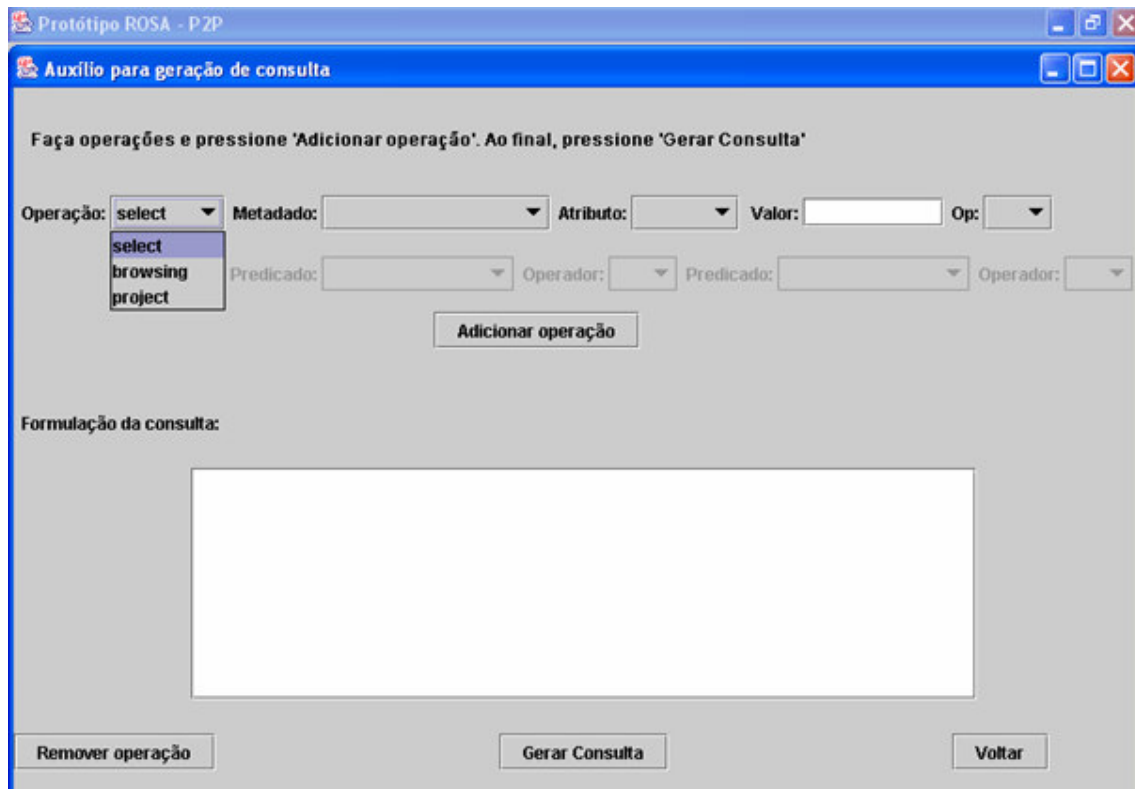 Protótipo ROSA - P2P
Auxílio para geração de consulta
Faça operações e pressione 'Adicionar operação'. Ao final, pressione 'Gerar Consulta'
Operação: select Metadado: Atributo: Valor: Op:
select
browsing Predicado: Operador: Predicado: Operador:
project
Adicionar operação
Formulação da consulta:
Remover operação Gerar Consulta Voltar